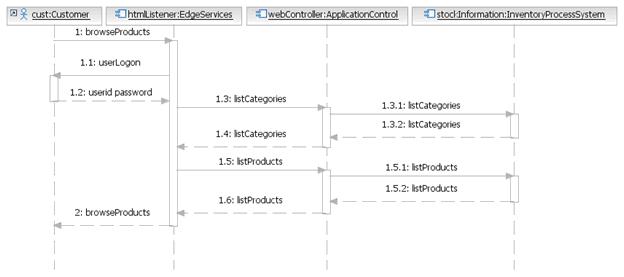 cust:Customer
htmlListener:EdgeServices
webController:ApplicationControl
stock:Information:InventoryProcessSystem
1: browseProducts
1.1: userLogon
1.2: userid password
1.3: listCategories
1.3.1: listCategories
1.3.2: listCategories
1.4: listCategories
1.5: listProducts
1.5.1: listProducts
1.5.2: listProducts
1.6: listProducts
2: browseProducts